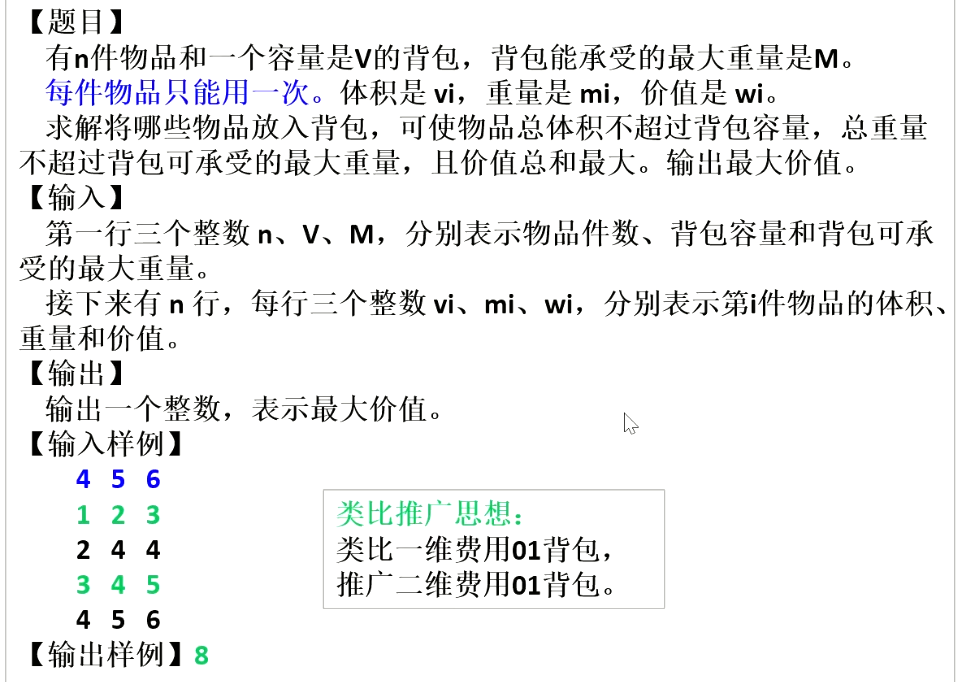 【题目】
有n件物品和一个容量是V的背包，背包能承受的最大重量是M。
每件物品只能用一次。体积是 vi，重量是 mi，价值是 wi。
求解将哪些物品放入背包，可使物品总体积不超过背包容量，总重量
不超过背包可承受的最大重量，且价值总和最大。输出最大价值。
【输入】
第一行三个整数 n、V、M，分别表示物品件数、背包容量和背包可承
受的最大重量。
接下来有 n 行，每行三个整数 vi、mi、wi，分别表示第i件物品的体积、
重量和价值。
【输出】
输出一个整数，表示最大价值。
【输入样例】
4 5 6
1 2 3
2 4 4
3 4 5
4 5 6
【输出样例】8
类比推广思想：
类比一维费用01背包，
推广二维费用01背包。